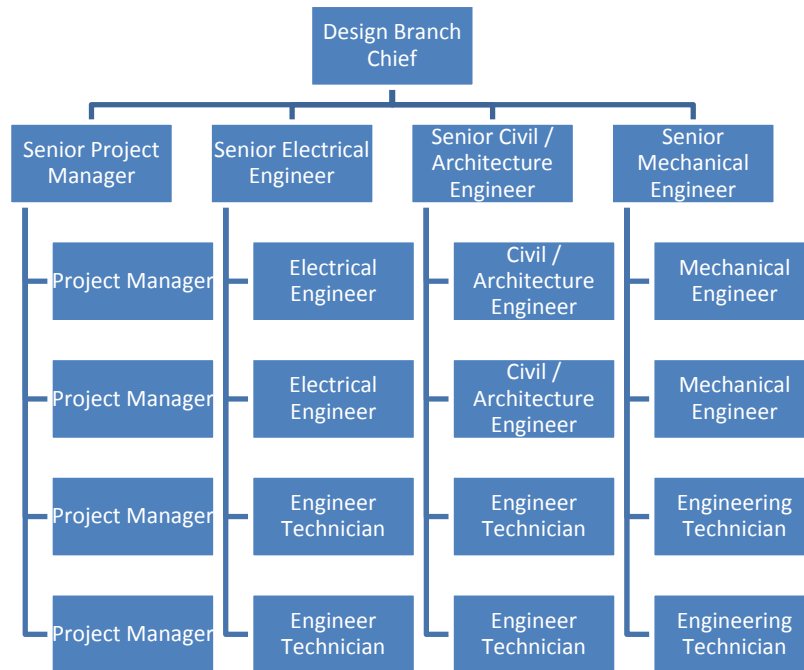 Design Branch
Chief
Senior Project
Manager
Senior Electrical
Engineer
Senior Civil /
Architecture
Engineer
Senior
Mechanical
Engineer
Project Manager
Electrical
Engineer
Civil /
Architecture
Engineer
Mechanical
Engineer
Project Manager
Electrical
Engineer
Civil /
Architecture
Engineer
Mechanical
Engineer
Project Manager
Engineer
Technician
Engineer
Technician
Engineering
Technician
Project Manager
Engineer
Technician
Engineer
Technician
Engineering
Technician